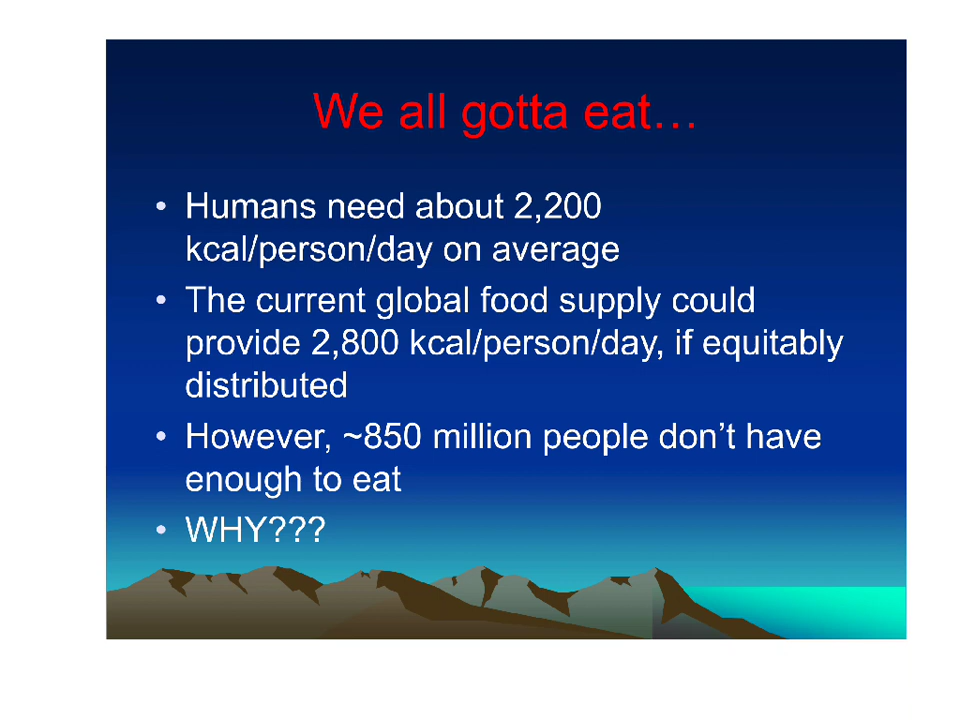 We all gotta eat…
• Humans need about 2,200
kcal/person/day on average
• The current global food supply could
provide 2,800 kcal/person/day, if equitably
distributed
• However, ~850 million people don’t have
enough to eat
• WHY???